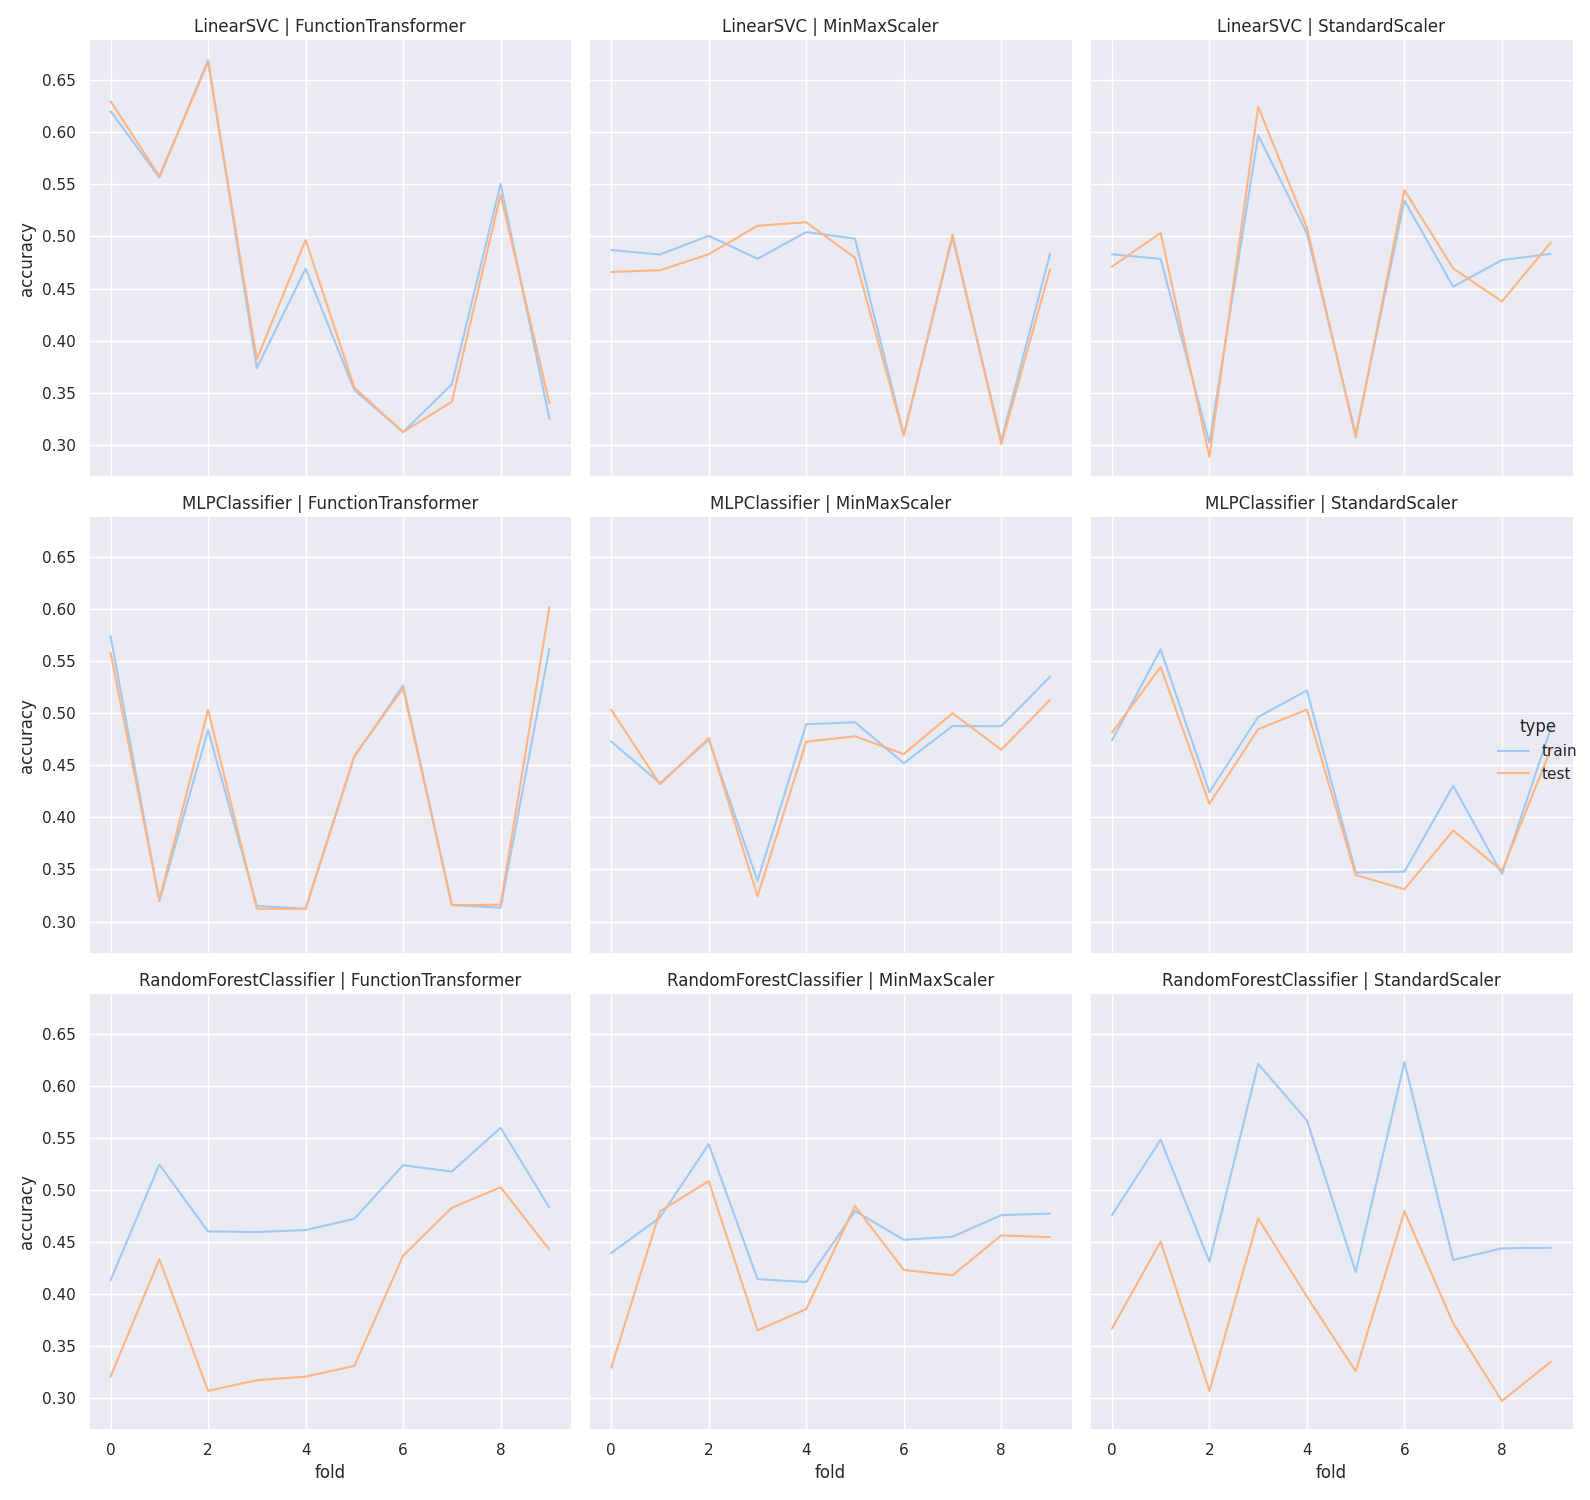 LinearSVC | FunctionTransformer
LinearSVC | MinMaxScaler
LinearSVC | StandardScaler
accuracy
0.65
0.60
0.55
0.50
0.45
0.40
0.35
0.30
MLPClassifier | FunctionTransformer
MLPClassifier | MinMaxScaler
MLPClassifier | StandardScaler
accuracy
0.65
0.60
0.55
0.50
0.45
0.40
0.35
0.30
type
train
test
RandomForestClassifier | FunctionTransformer
RandomForestClassifier | MinMaxScaler
RandomForestClassifier | StandardScaler
accuracy
0.65
0.60
0.55
0.50
0.45
0.40
0.35
0.30
0 2 4 6 8
0 2 4 6 8
0 2 4 6 8
fold
fold
fold